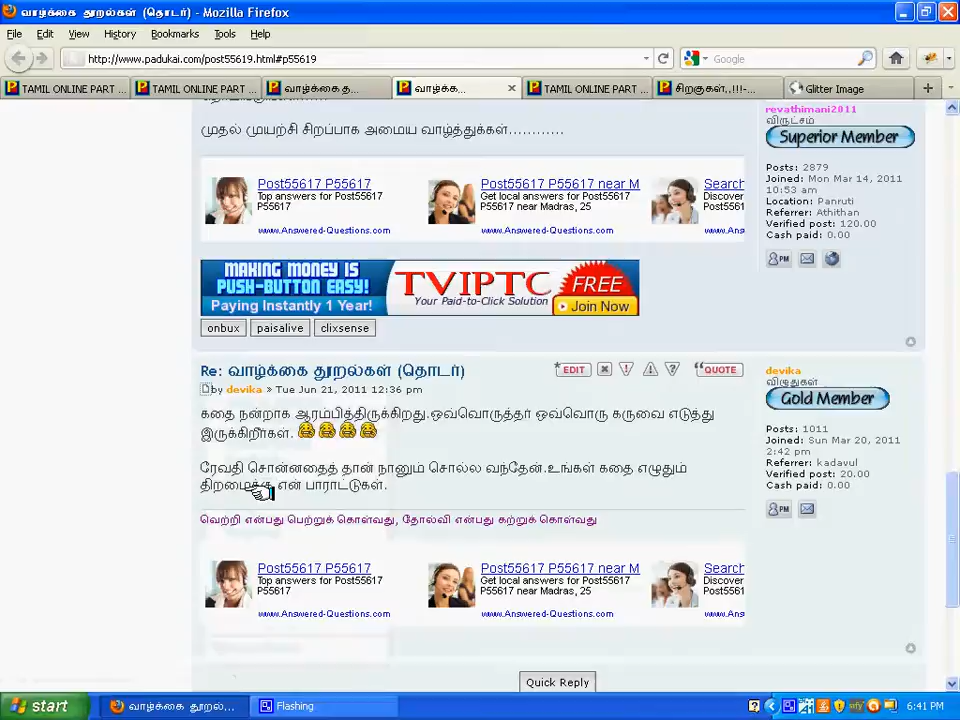 வாழ்க்கை தூறல்கள் (தொடர்) - Mozilla Firefox
File Edit View History Bookmarks Tools Help
http://www.padukai.com/post55619.html#p55619
Google
TAMIL ONLINE PART ...
TAMIL ONLINE PART ...
வாழ்க்கை த...
வாழ்க்க...
TAMIL ONLINE PART ...
சிறகுகள்,,!!!-...
Glitter Image
முதல் முயற்சி சிறப்பாக அமைய வாழ்த்துக்கள்............
revathimani2011
விருட்சம்
Superior Member
Posts: 2879
Joined: Mon Mar 14, 2011
10:53 am
Location: Panruti
Referrer: Athithan
Verified post: 120.00
Cash paid: 0.00
PM
Post55617 P55617
Top answers for Post55617
P55617
www.Answered-Questions.com
Post55617 P55617 near M
Get local answers for Post55617
P55617 near Madras, 25
www.Answered-Questions.com
Search
Discover
Post5561
www.Ans
MAKING MONEY IS
PUSH-BUTTON EASY!
Paying Instantly 1 Year!
TVIPTC
Your Paid-to-Click Solution
FREE
Join Now
onbux paisalive clixsense
Re: வாழ்க்கை தூறல்கள் (தொடர்)
EDIT
QUOTE
by devika » Tue Jun 21, 2011 12:36 pm
கதை நன்றாக ஆரம்பித்திருக்கிறது.ஒவ்வொருத்தர் ஒவ்வொரு கருவை எடுத்து
இருக்கிறீர்கள்.
ரேவதி சொன்னதைத் தான் நானும் சொல்ல வந்தேன்.உங்கள் கதை எழுதும்
திறமைக்கு என் பாராட்டுகள்.
வெற்றி என்பது பெற்றுக் கொள்வது, தோல்வி என்பது கற்றுக் கொள்வது
devika
விழுதுகள்
Gold Member
Posts: 1011
Joined: Sun Mar 20, 2011
2:42 pm
Referrer: kadavul
Verified post: 20.00
Cash paid: 0.00
PM
Post55617 P55617
Top answers for Post55617
P55617
www.Answered-Questions.com
Post55617 P55617 near M
Get local answers for Post55617
P55617 near Madras, 25
www.Answered-Questions.com
Search
Discover
Post5561
www.Ans
Quick Reply
start
வாழ்க்கை தூறல்...
Flashing
6:41 PM